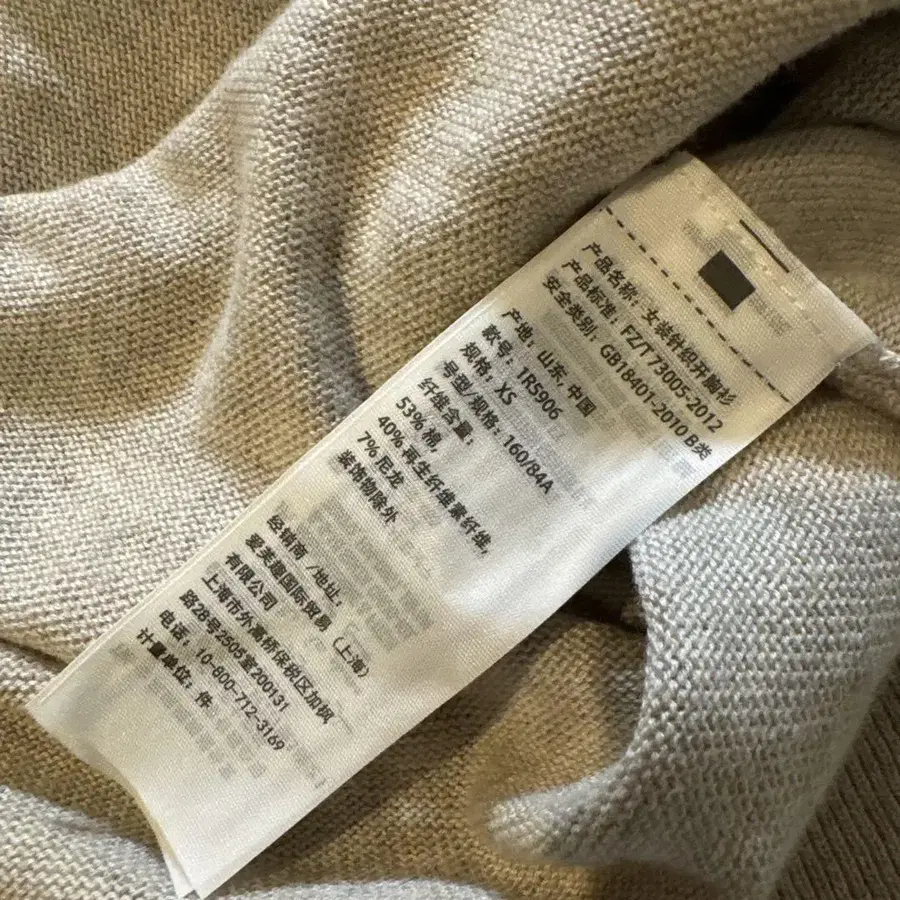 产品名称：女装针织开胸衫
产品标准：FZ/T 73005-2012
安全类别：GB18401-2010 B类
产地：山东，中国
款号：1R5906
规格：XS
号型/规格：160/84A
纤维含量：
53% 棉，
40% 再生纤维素纤维，
7% 尼龙
装饰物除外
经销商 /地址：
爱芙趣国际贸易（上海）
有限公司
上海市外高桥保税区加枫
路28号2505室200131
电话：10-800-712-3169
计量单位：件